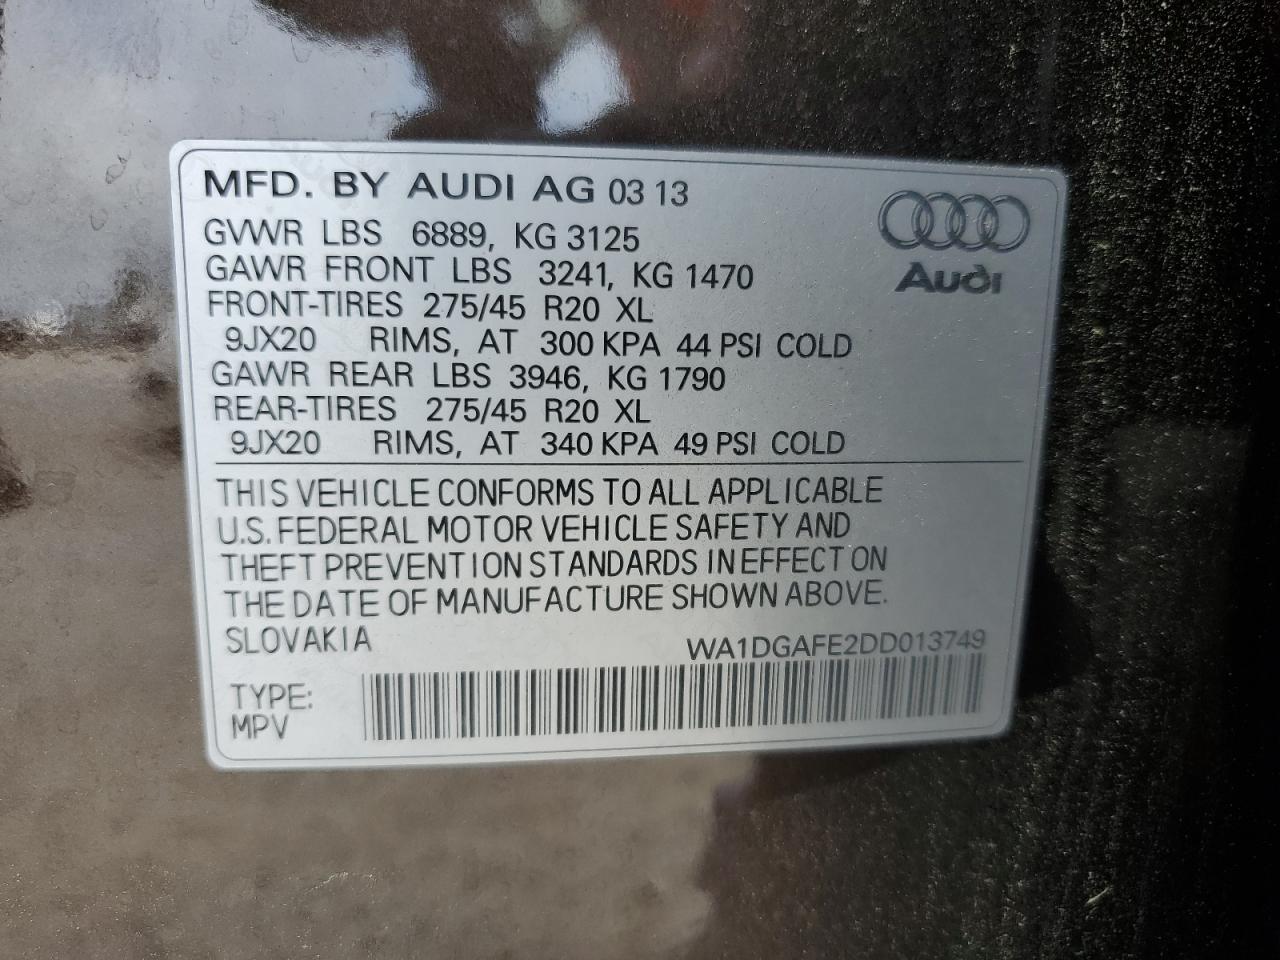 MFD. BY AUDI AG 03 13
GVWR LBS 6889, KG 3125
GAWR FRONT LBS 3241, KG 1470
FRONT-TIRES 275/45 R20 XL
9JX20 RIMS, AT 300 KPA 44 PSI COLD
GAWR REAR LBS 3946, KG 1790
REAR-TIRES 275/45 R20 XL
9JX20 RIMS, AT 340 KPA 49 PSI COLD
Audi
THIS VEHICLE CONFORMS TO ALL APPLICABLE
U.S. FEDERAL MOTOR VEHICLE SAFETY AND
THEFT PREVENTION STANDARDS IN EFFECT ON
THE DATE OF MANUFACTURE SHOWN ABOVE.
SLOVAKIA WA1DGAFE2DD013749
TYPE:
MPV